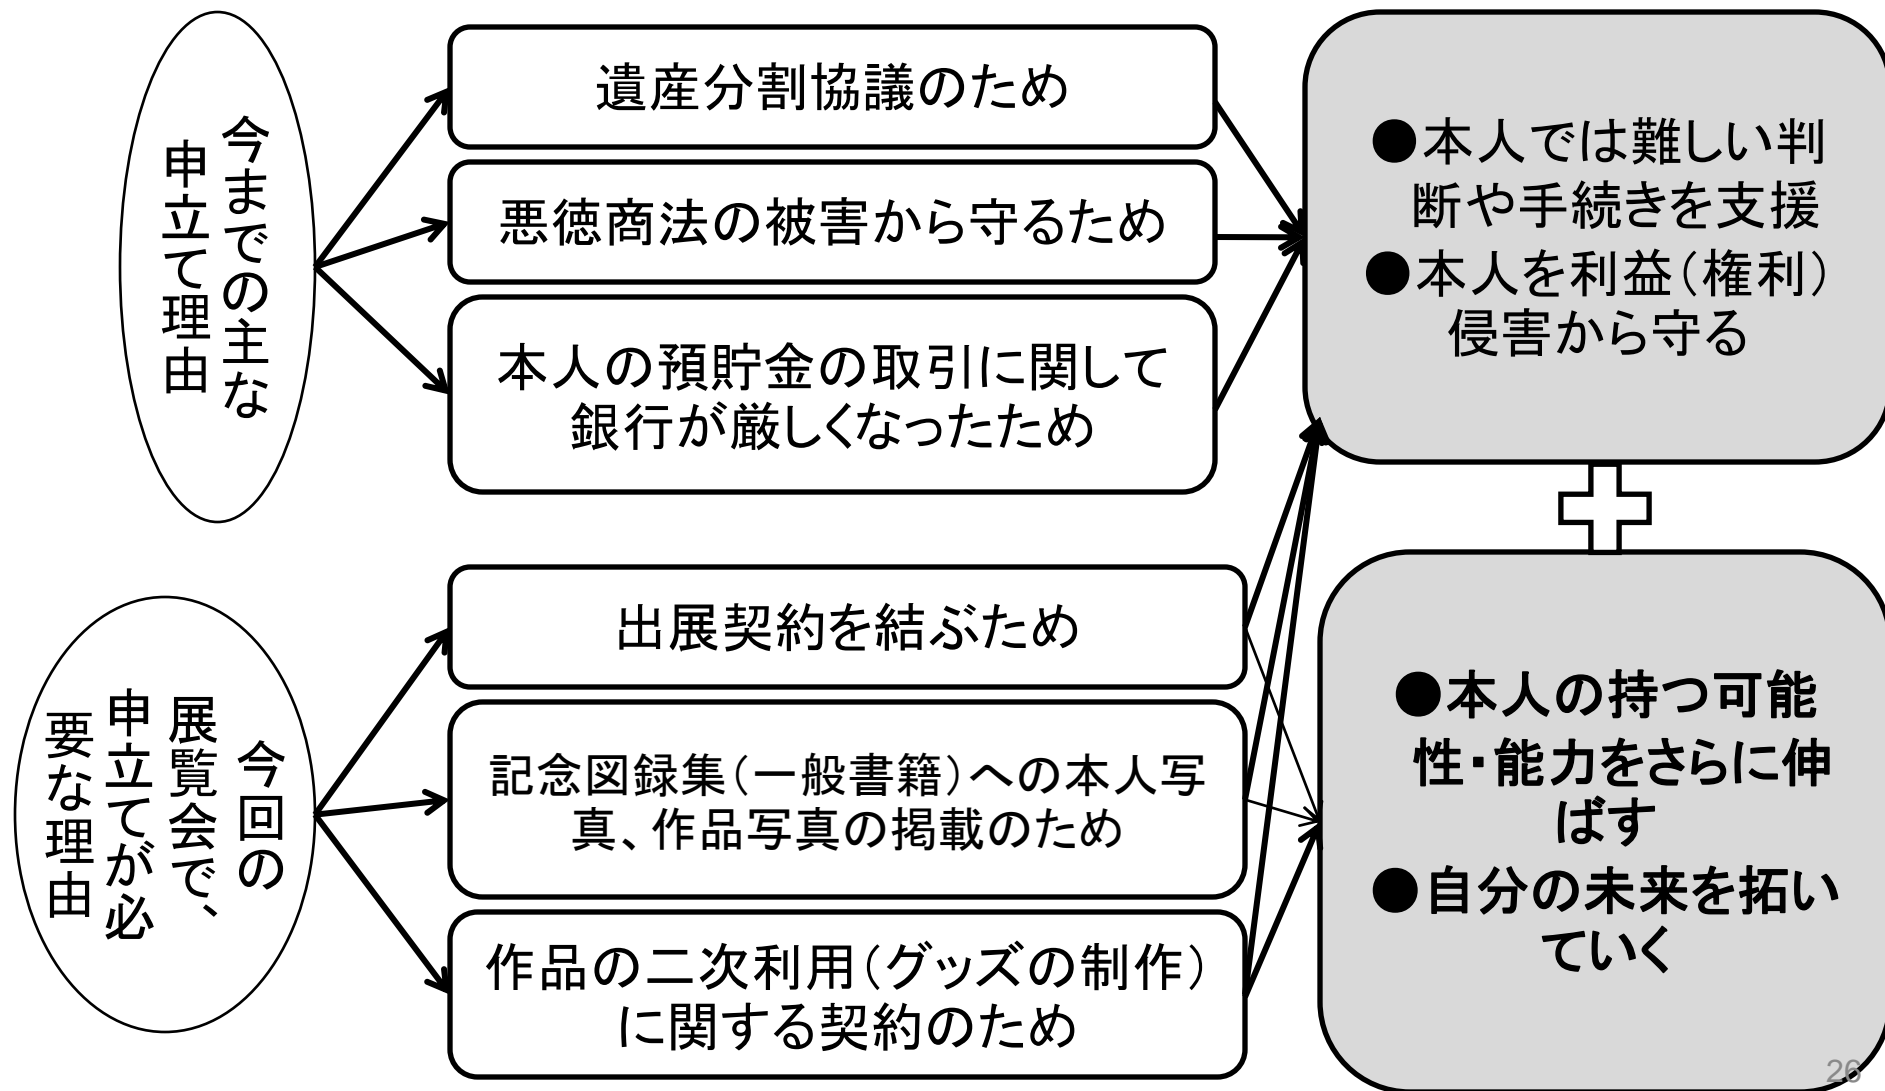 今までの主な
申立て理由
遺産分割協議のため
悪徳商法の被害から守るため
本人の預貯金の取引に関して
銀行が厳しくなったため
●本人では難しい判
断や手続きを支援
●本人を利益（権利）
侵害から守る
今回の
展覧会で、
申立てが必
要な理由
出展契約を結ぶため
記念図録集（一般書籍）への本人写
真、作品写真の掲載のため
作品の二次利用（グッズの制作）
に関する契約のため
●本人の持つ可能
性・能力をさらに伸
ばす
●自分の未来を拓い
ていく
26